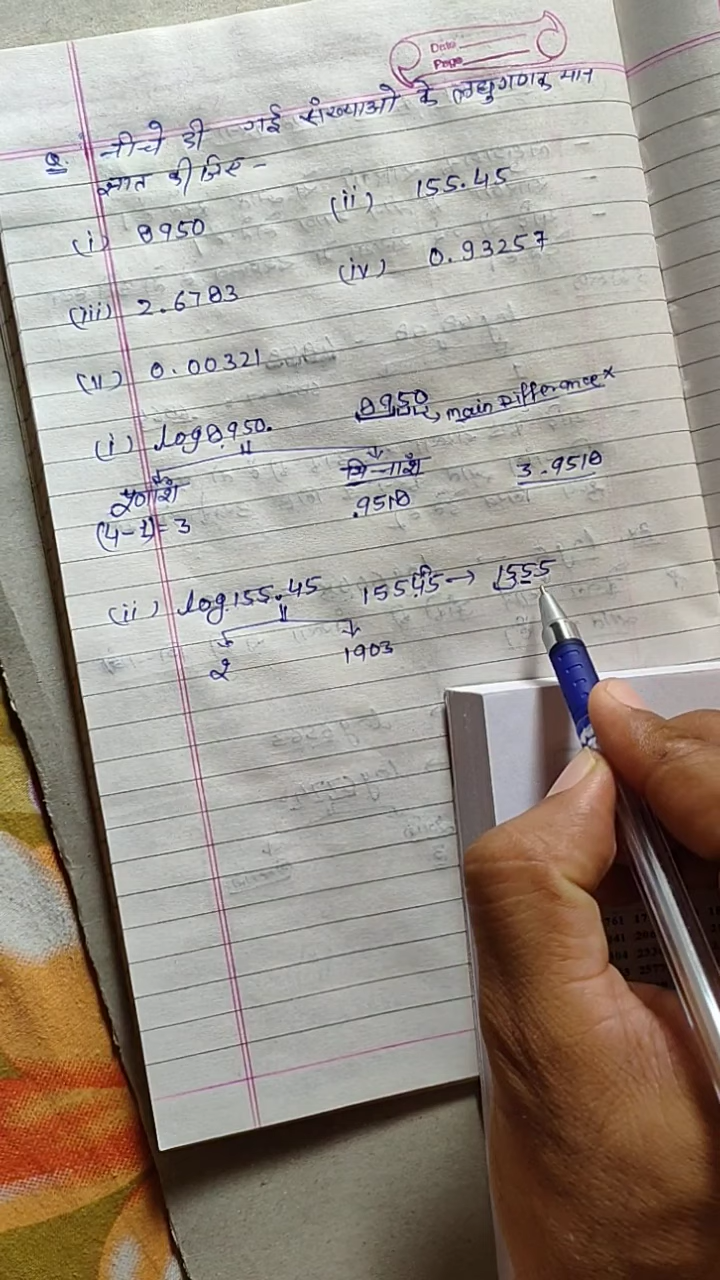 Date
Page
Q. नीचे दी गई संख्याओ के लघुगणक मान
ज्ञात कीजिए -
(i) 8950 (ii) 155.45
(iii) 2.6783 (iv) 0.93257
(v) 0.00321
(i) log 8950. 8950 → main Difference x
पूर्णांश भिन्नांश 3.9518
(4-1)=3 .9518
(ii) log 155.45 15545 → 1555
2 1903